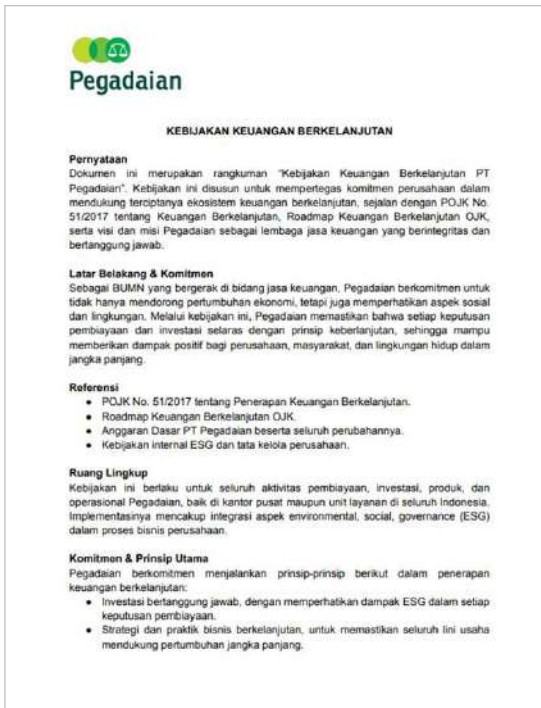 Pegadaian
KEBIJAKAN KEUANGAN BERKELANJUTAN
Pernyataan
Dokumen ini merupakan rangkuman "Kebijakan Keuangan Berkelanjutan PT
Pegadaian". Kebijakan ini disusun untuk mempertegas komitmen perusahaan dalam
mendukung terciptanya ekosistem keuangan berkelanjutan, sejalan dengan POJK No.
51/2017 tentang Keuangan Berkelanjutan, Roadmap Keuangan Berkelanjutan OJK,
serta visi dan misi Pegadaian sebagai lembaga jasa keuangan yang berintegritas dan
bertanggung jawab.
Latar Belakang & Komitmen
Sebagai BUMN yang bergerak di bidang jasa keuangan, Pegadaian berkomitmen untuk
tidak hanya mendorong pertumbuhan ekonomi, tetapi juga memperhatikan aspek sosial
dan lingkungan. Melalui kebijakan ini, Pegadaian memastikan bahwa setiap keputusan
pembiayaan dan investasi selaras dengan prinsip keberlanjutan, sehingga mampu
memberikan dampak positif bagi perusahaan, masyarakat, dan lingkungan hidup dalam
jangka panjang.
Referensi
• POJK No. 51/2017 tentang Penerapan Keuangan Berkelanjutan.
• Roadmap Keuangan Berkelanjutan OJK.
• Anggaran Dasar PT Pegadaian beserta seluruh perubahannya.
• Kebijakan internal ESG dan tata kelola perusahaan.
Ruang Lingkup
Kebijakan ini berlaku untuk seluruh aktivitas pembiayaan, investasi, produk, dan
operasional Pegadaian, baik di kantor pusat maupun unit layanan di seluruh Indonesia.
Implementasinya mencakup integrasi aspek environmental, social, governance (ESG)
dalam proses bisnis perusahaan.
Komitmen & Prinsip Utama
Pegadaian berkomitmen menjalankan prinsip-prinsip berikut dalam penerapan
keuangan berkelanjutan:
• Investasi bertanggung jawab, dengan memperhatikan dampak ESG dalam setiap
keputusan pembiayaan.
• Strategi dan praktik bisnis berkelanjutan, untuk memastikan seluruh lini usaha
mendukung pertumbuhan jangka panjang.